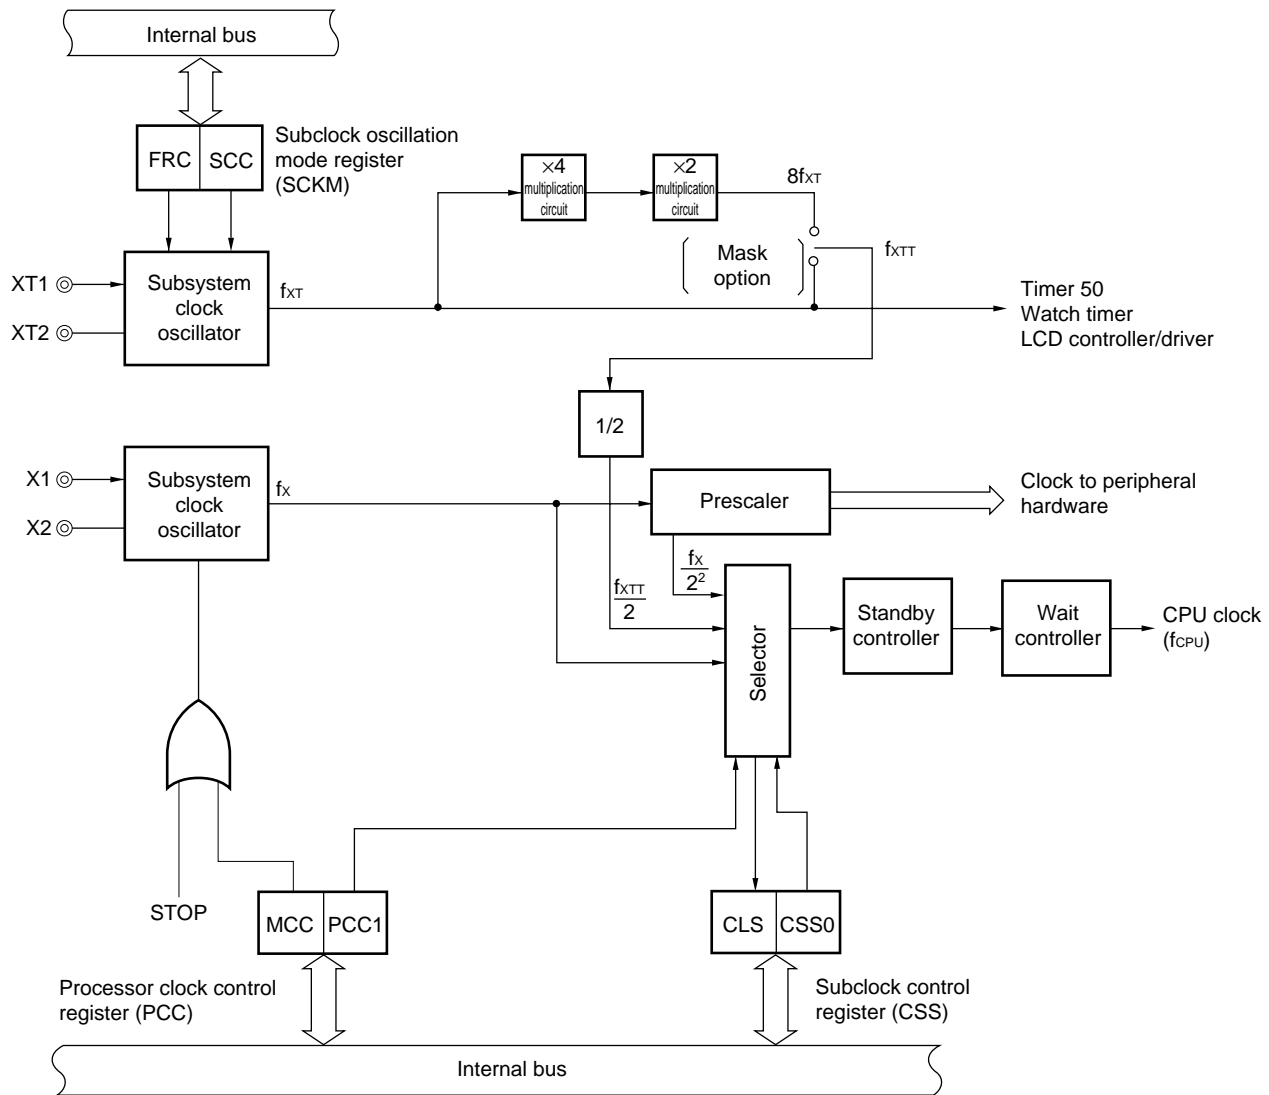 Internal bus
FRC
SCC
Subclock oscillation
mode register
(SCKM)
×4
multiplication
circuit
×2
multiplication
circuit
8fXT
Mask
option
fXTT
XT1
XT2
Subsystem
clock
oscillator
fXT
Timer 50
Watch timer
LCD controller/driver
1/2
X1
X2
Subsystem
clock
oscillator
fX
Prescaler
Clock to peripheral
hardware
fX
2²
fXTT
2
Selector
Standby
controller
Wait
controller
CPU clock
(fCPU)
STOP
MCC
PCC1
CLS
CSS0
Processor clock control
register (PCC)
Subclock control
register (CSS)
Internal bus